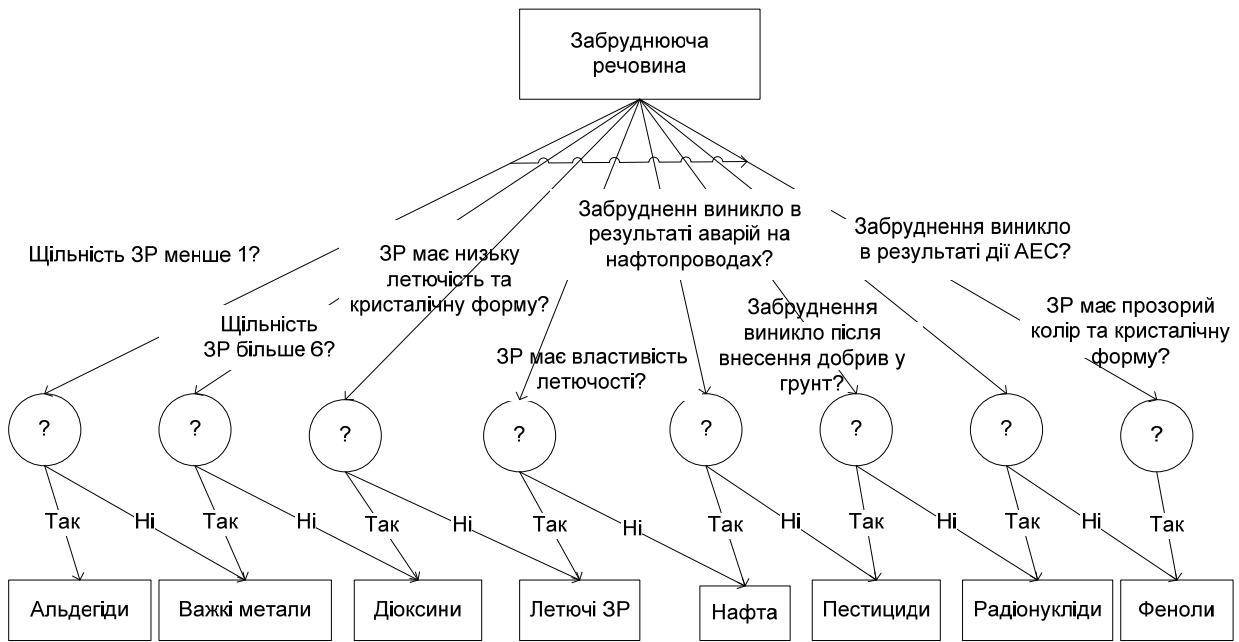 Забруднююча
речовина
Щільність ЗР менше 1?
Щільність
ЗР більше 6?
ЗР має низьку
летючість та
кристалічну форму?
ЗР має властивість
летючості?
Забрудненн виникло в
результаті аварій на
нафтопроводах?
Забруднення
виникло після
внесення добрив у
грунт?
Забруднення виникло
в результаті дії АЕС?
ЗР має прозорий
колір та кристалічну
форму?
? ? ? ? ? ? ? ?
Так Ні Так Ні Так Ні Так Ні Так Ні Так Ні Так Ні Так
Альдегіди Важкі метали Діоксини Летючі ЗР Нафта Пестициди Радіонукліди Феноли